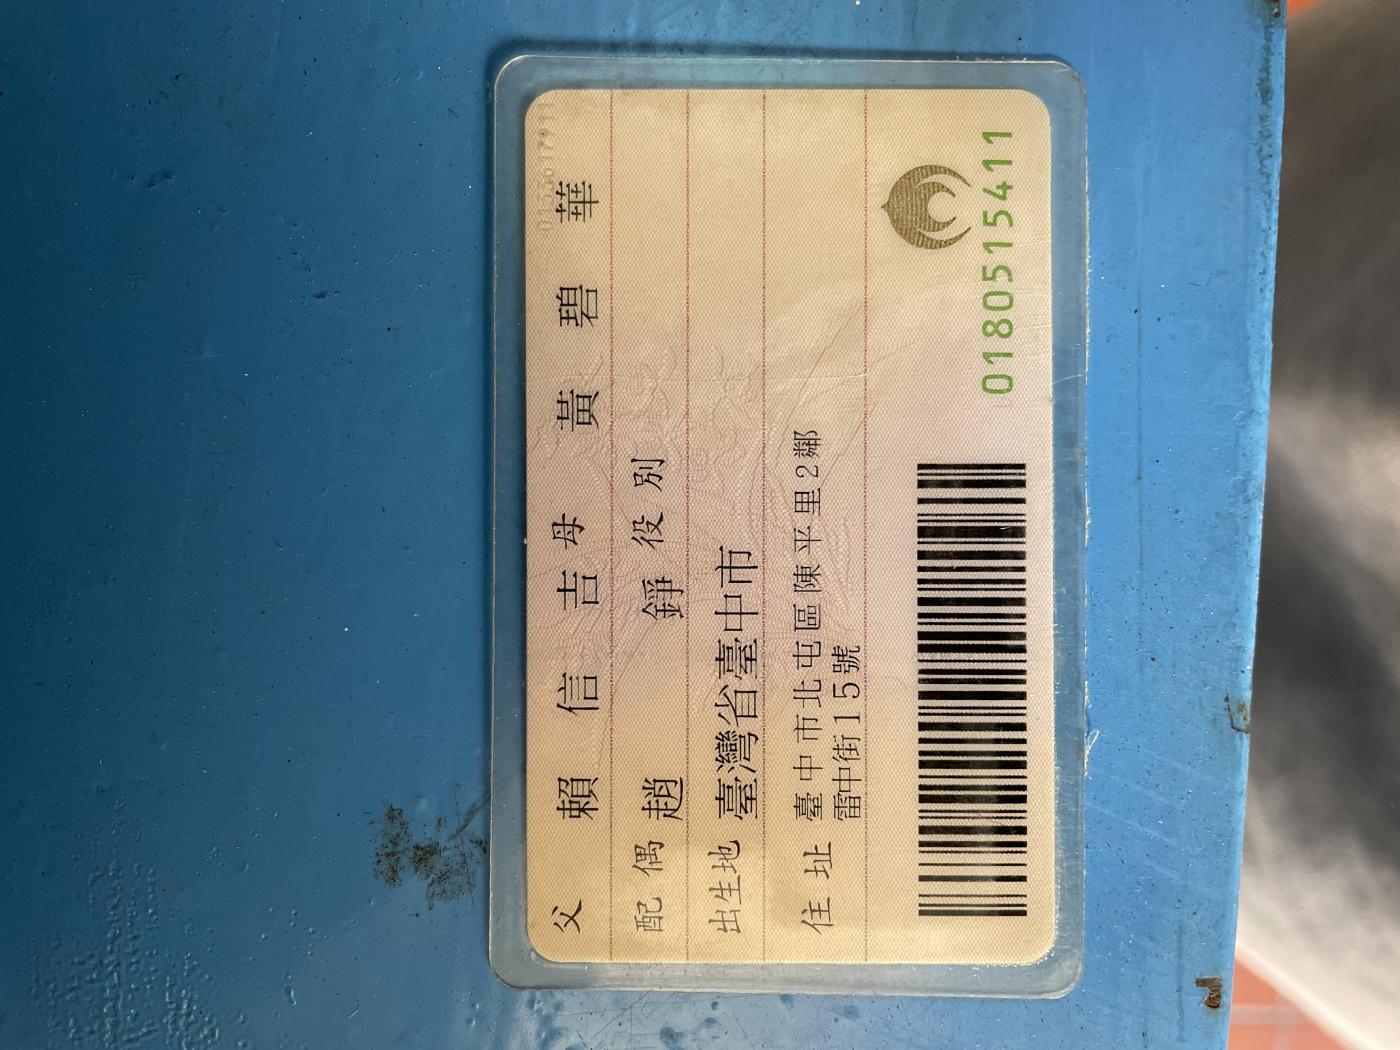 父 賴信吉 母 黃碧華
配偶 趙錚 役別
出生地 臺灣省臺中市
住址 臺中市北屯區陳平里2鄰
雷中街15號
0180515411